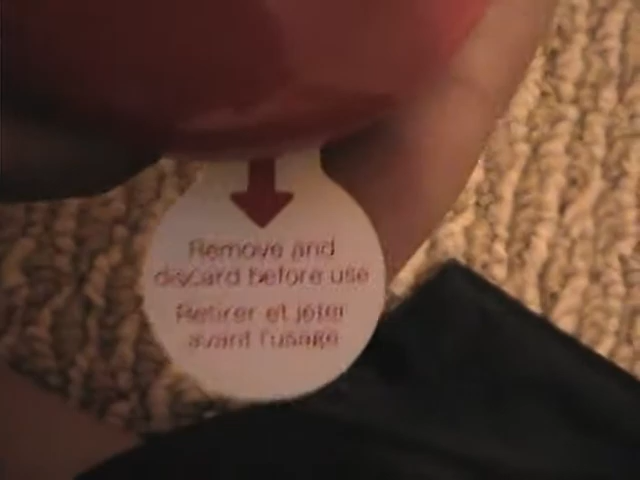 Remove and
discard before use
Retirer et jeter
avant l'usage